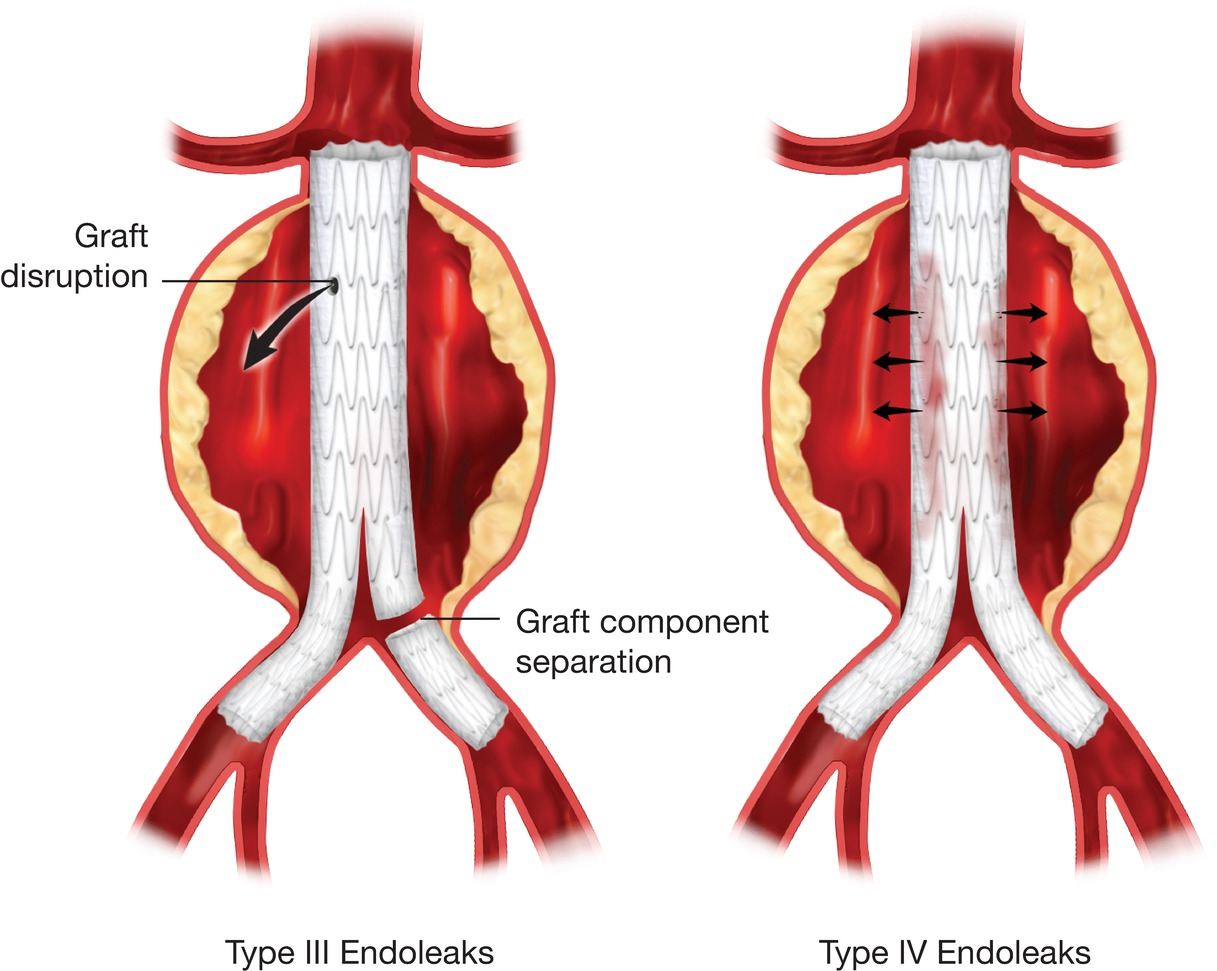 Graft
disruption
Graft component
separation
Type III Endoleaks
Type IV Endoleaks